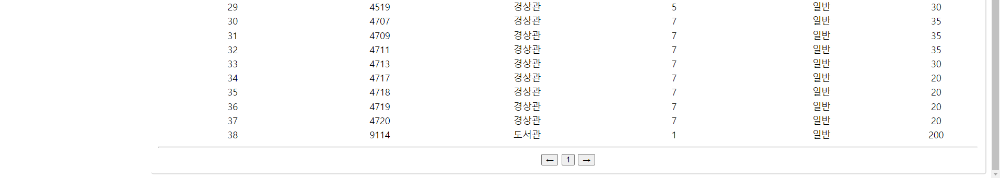 29 4519 경상관 5 일반 30
30 4707 경상관 7 일반 35
31 4709 경상관 7 일반 35
32 4711 경상관 7 일반 35
33 4713 경상관 7 일반 30
34 4717 경상관 7 일반 20
35 4718 경상관 7 일반 20
36 4719 경상관 7 일반 20
37 4720 경상관 7 일반 20
38 9114 도서관 1 일반 200
← 1 →